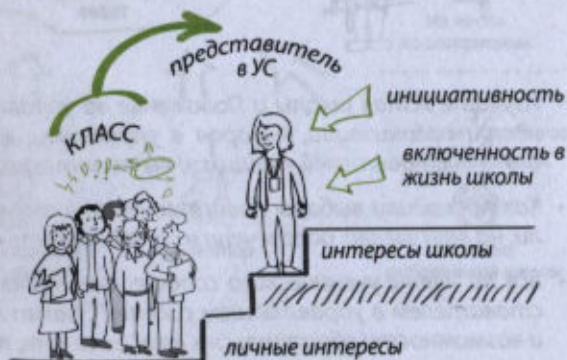 представитель
в УС
КЛАСС
?!?
инициативность
включенность в
жизнь школы
интересы школы
личные интересы